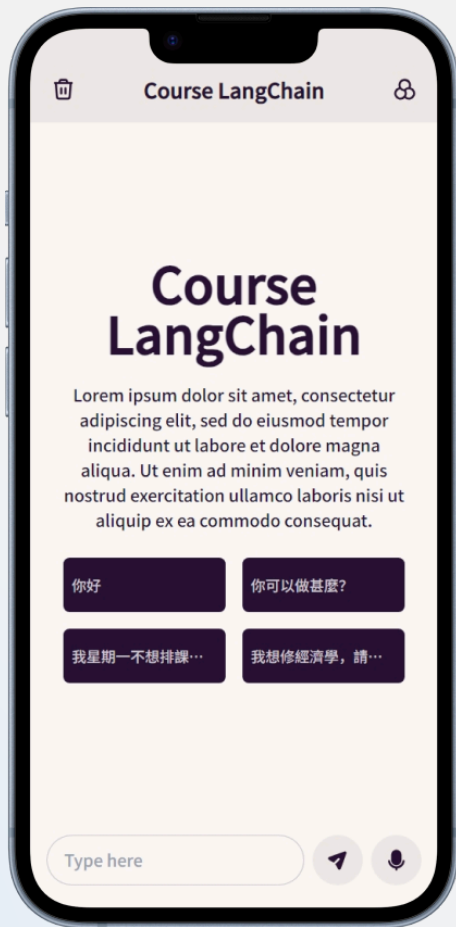 Course LangChain
Course
LangChain
Lorem ipsum dolor sit amet, consectetur
adipiscing elit, sed do eiusmod tempor
incididunt ut labore et dolore magna
aliqua. Ut enim ad minim veniam, quis
nostrud exercitation ullamco laboris nisi ut
aliquip ex ea commodo consequat.
你好
你可以做甚麼?
我星期一不想排課…
我想修經濟學，請…
Type here